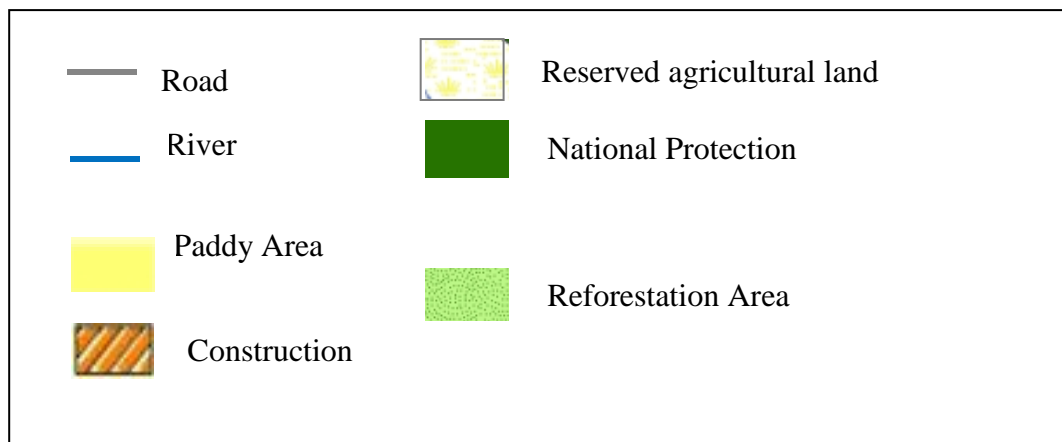 Road
River
Paddy Area
Construction
Reserved agricultural land
National Protection
Reforestation Area